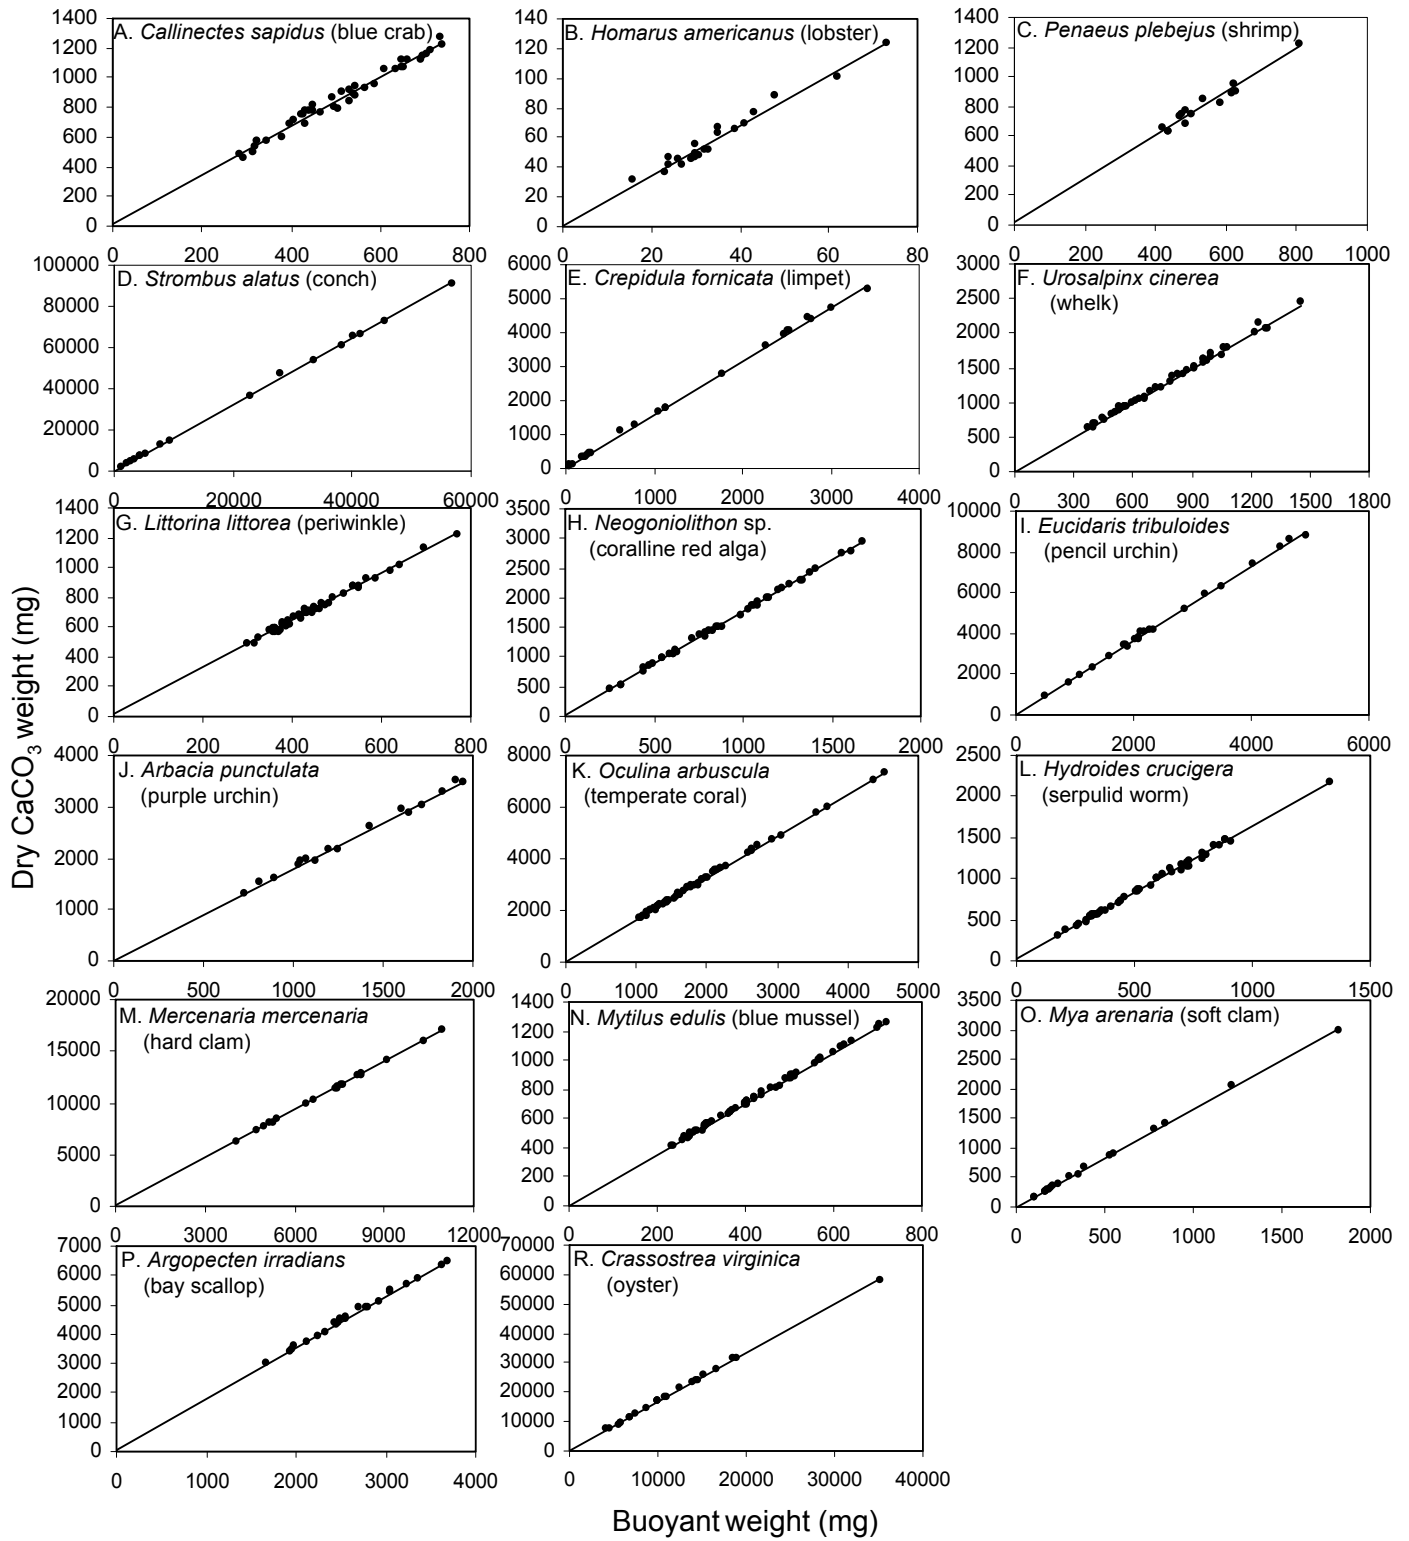 A. Callinectes sapidus (blue crab)
1400
1200
1000
800
600
400
200
0
0 200 400 600 800
B. Homarus americanus (lobster)
140
120
100
80
60
40
20
0
0 20 40 60 80
C. Penaeus plebejus (shrimp)
1400
1200
1000
800
600
400
200
0
0 200 400 600 800 1000
D. Strombus alatus (conch)
100000
80000
60000
40000
20000
0
0 20000 40000 60000
E. Crepidula fornicata (limpet)
6000
5000
4000
3000
2000
1000
0
0 1000 2000 3000 4000
F. Urosalpinx cinerea
(whelk)
3000
2500
2000
1500
1000
500
0
0 300 600 900 1200 1500 1800
G. Littorina littorea (periwinkle)
1400
1200
1000
800
600
400
200
0
0 200 400 600 800
H. Neogoniolithon sp.
(coralline red alga)
3500
3000
2500
2000
1500
1000
500
0
0 500 1000 1500 2000
I. Eucidaris tribuloides
(pencil urchin)
10000
8000
6000
4000
2000
0
0 2000 4000 6000
Dry CaCO3 weight (mg)
J. Arbacia punctulata
(purple urchin)
4000
3000
2000
1000
0
0 500 1000 1500 2000
K. Oculina arbuscula
(temperate coral)
8000
6000
4000
2000
0
0 1000 2000 3000 4000 5000
L. Hydroides crucigera
(serpulid worm)
2500
2000
1500
1000
500
0
0 500 1000 1500
M. Mercenaria mercenaria
(hard clam)
20000
15000
10000
5000
0
0 3000 6000 9000 12000
N. Mytilus edulis (blue mussel)
1400
1200
1000
800
600
400
200
0
0 200 400 600 800
O. Mya arenaria (soft clam)
3500
3000
2500
2000
1500
1000
500
0
0 500 1000 1500 2000
P. Argopecten irradians
(bay scallop)
7000
6000
5000
4000
3000
2000
1000
0
0 1000 2000 3000 4000
R. Crassostrea virginica
(oyster)
70000
60000
50000
40000
30000
20000
10000
0
0 10000 20000 30000 40000
Buoyant weight (mg)